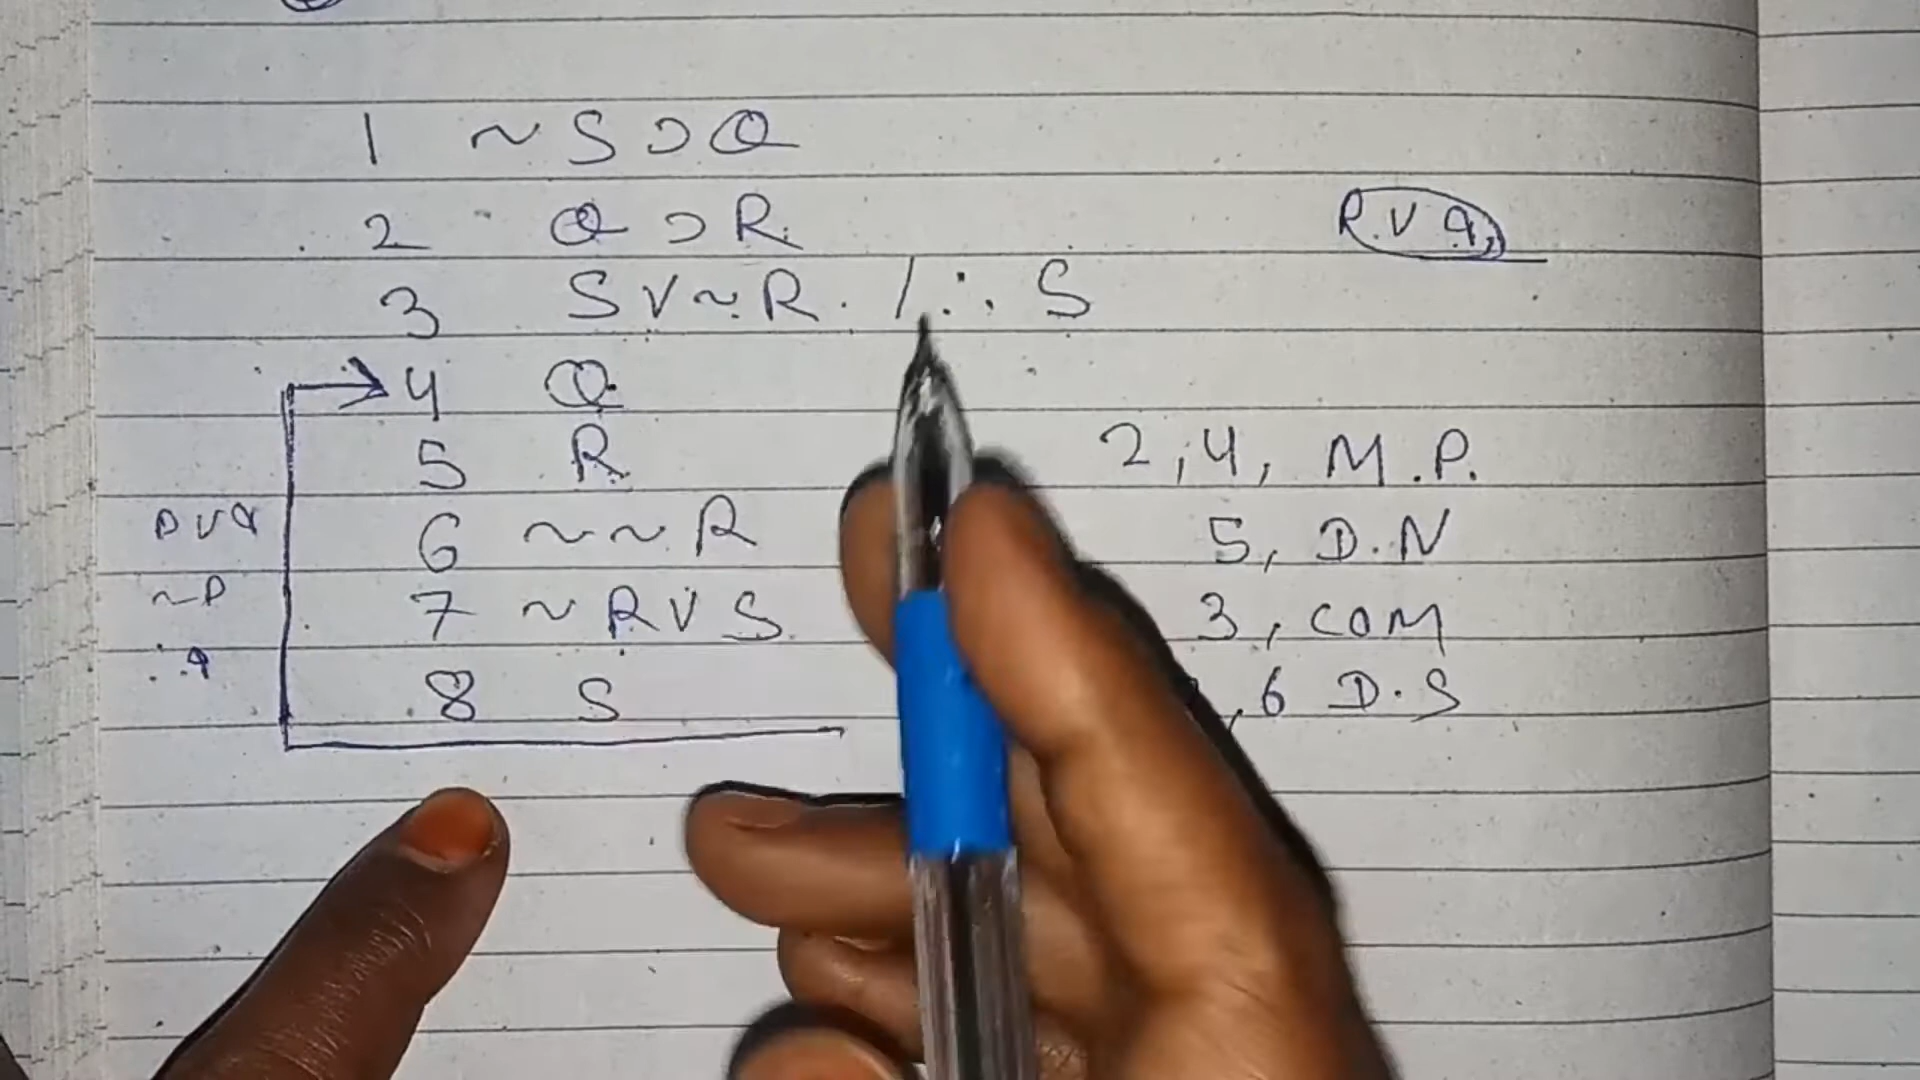 1 ~S ⊃ Q
2 Q ⊃ R
R V Q
3 S V ~R. / ∴ S
4 Q
5 R 2, 4, M.P.
P V Q
6 ~~R 5, D.N
~P
7 ~R V S 3, COM
∴ Q
8 S , 6 D.S